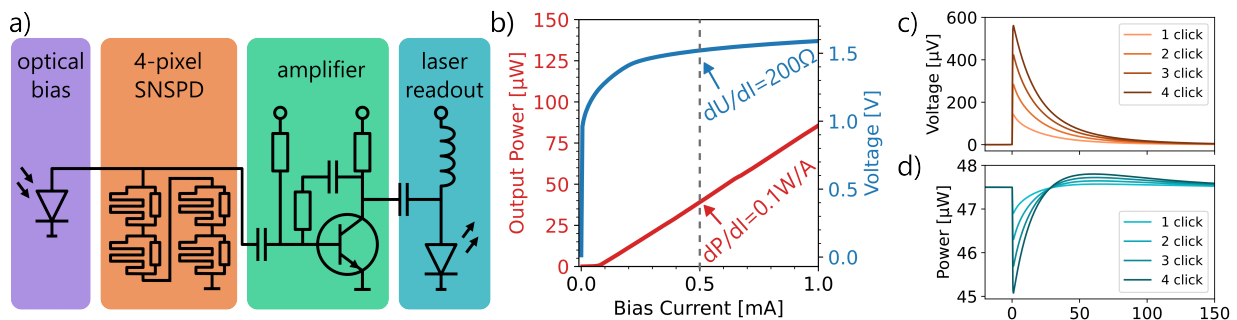 a)
optical
bias
4-pixel
SNSPD
amplifier
laser
readout
b)
150
125
100
75
50
25
0
Output Power [µW]
0.0
0.5
1.0
Bias Current [mA]
1.5
1.0
0.5
0.0
Voltage [V]
dU/dI=200Ω
dP/dI=0.1W/A
c)
600
400
200
0
Voltage [µV]
1 click
2 click
3 click
4 click
d)
48
47
46
45
Power [µW]
1 click
2 click
3 click
4 click
0
50
100
150